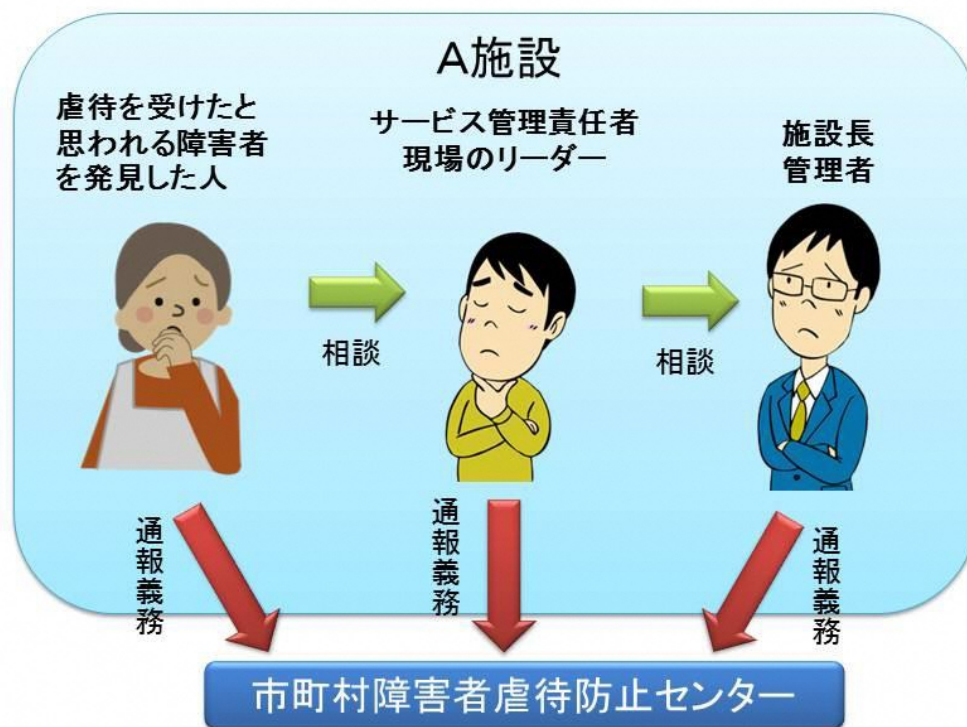 A施設
虐待を受けたと
思われる障害者
を発見した人
サービス管理責任者
現場のリーダー
施設長
管理者
相談
相談
通報義務
通報義務
通報義務
市町村障害者虐待防止センター